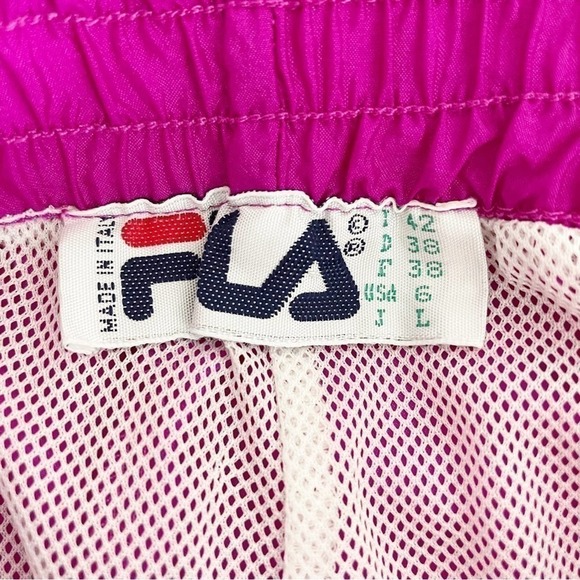 MADE IN ITALY
FILA
© ®
I 42
D 38
F 38
USA 6
J L